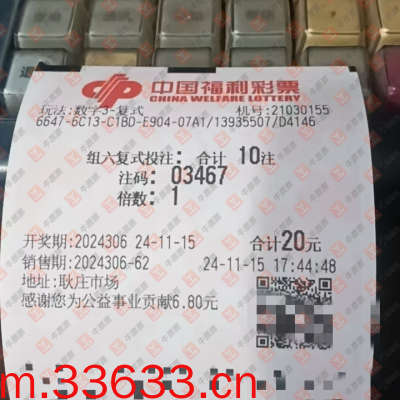 中国福利彩票
CHINA WELFARE LOTTERY
玩法:数字3-复式 机号:21030155
6647-6C13-C1BD-E904-07A1/13935507/D4146
组六复式投注: 合计 10注
注码: 03467
倍数: 1
开奖期:2024306 24-11-15 合计20元
销售期:2024306-62 24-11-15 17:44:48
地址:耿庄市场
感谢您为公益事业贡献6.80元
m.33633.cn